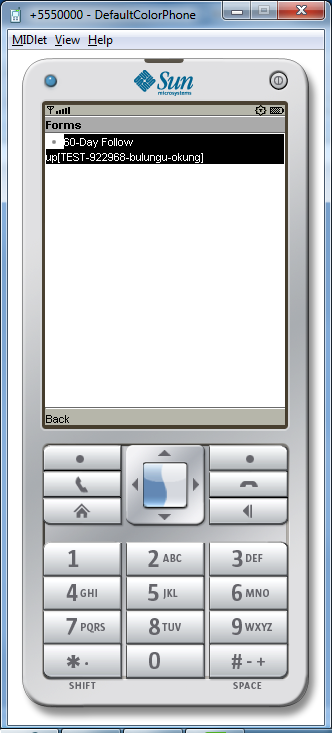 +5550000 - DefaultColorPhone
MIDlet View Help
Sun
microsystems
Forms
60-Day Follow
up[TEST-922968-bulungu-okung]
Back
1
2 ABC
3 DEF
4 GHI
5 JKL
6 MNO
7 PQRS
8 TUV
9 WXYZ
* .
0
# - +
SHIFT
SPACE